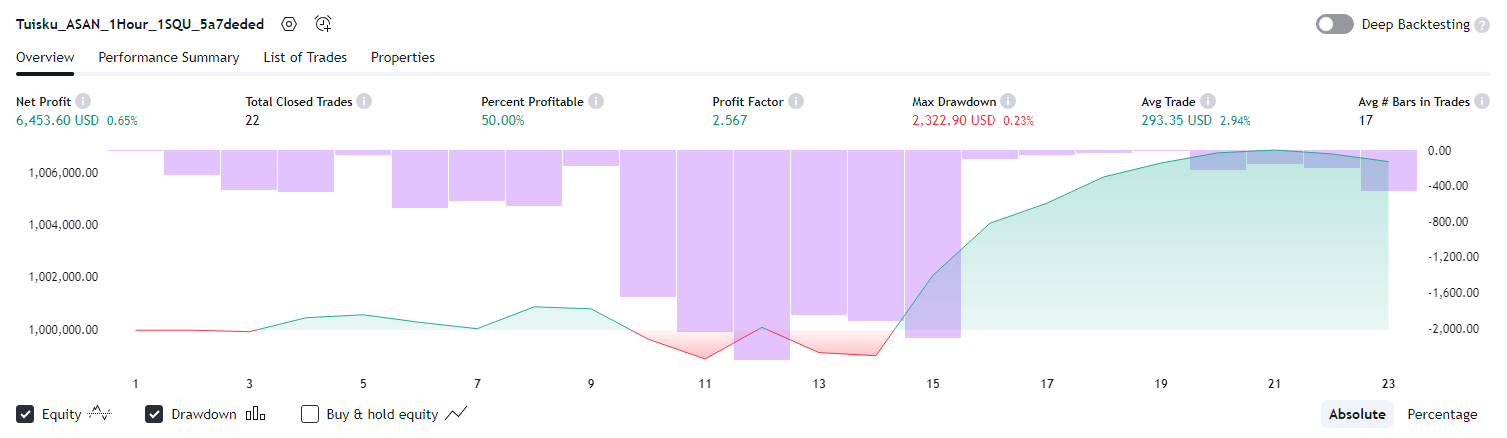 Tuisku_ASAN_1Hour_1SQU_5a7deded
Deep Backtesting
Overview Performance Summary List of Trades Properties
Net Profit Total Closed Trades Percent Profitable Profit Factor Max Drawdown Avg Trade Avg # Bars in Trades
6,453.60 USD 0.65% 22 50.00% 2.567 2,322.90 USD 0.23% 293.35 USD 2.94% 17
0.00
1,006,000.00
-400.00
1,004,000.00
-800.00
-1,200.00
1,002,000.00
-1,600.00
1,000,000.00
-2,000.00
1 3 5 7 9 11 13 15 17 19 21 23
Equity Drawdown Buy & hold equity Absolute Percentage